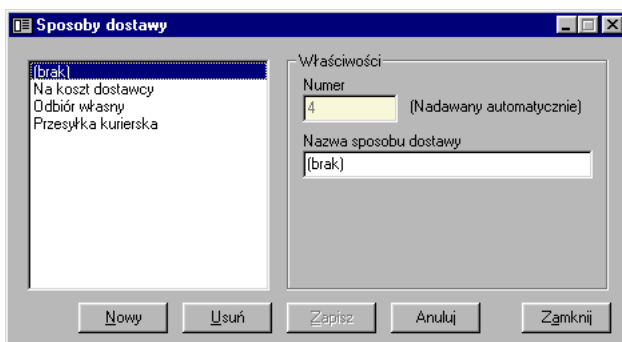 Sposoby dostawy
(brak)
Na koszt dostawcy
Odbiór własny
Przesyłka kurierska
Właściwości
Numer
4 (Nadawany automatycznie)
Nazwa sposobu dostawy
(brak)
Nowy Usuń Zapisz Anuluj Zamknij